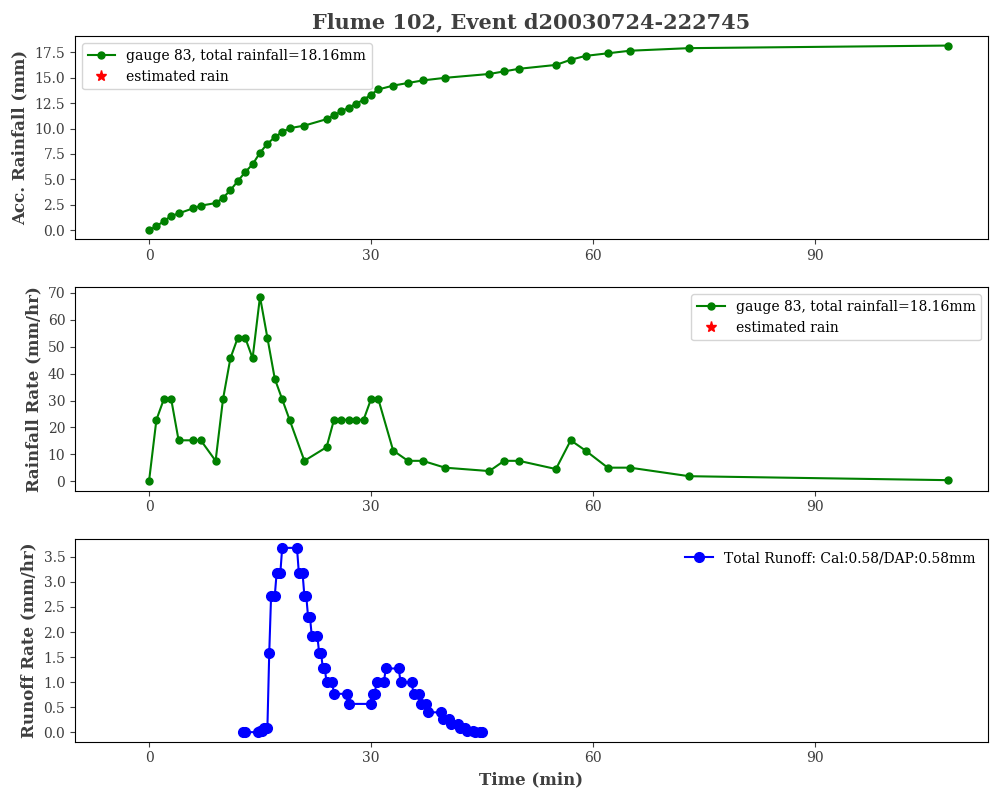 Flume 102, Event d20030724-222745
Acc. Rainfall (mm)
17.5
15.0
12.5
10.0
7.5
5.0
2.5
0.0
gauge 83, total rainfall=18.16mm
estimated rain
0 30 60 90
Rainfall Rate (mm/hr)
70
60
50
40
30
20
10
0
gauge 83, total rainfall=18.16mm
estimated rain
0 30 60 90
Runoff Rate (mm/hr)
3.5
3.0
2.5
2.0
1.5
1.0
0.5
0.0
Total Runoff: Cal:0.58/DAP:0.58mm
0 30 60 90
Time (min)